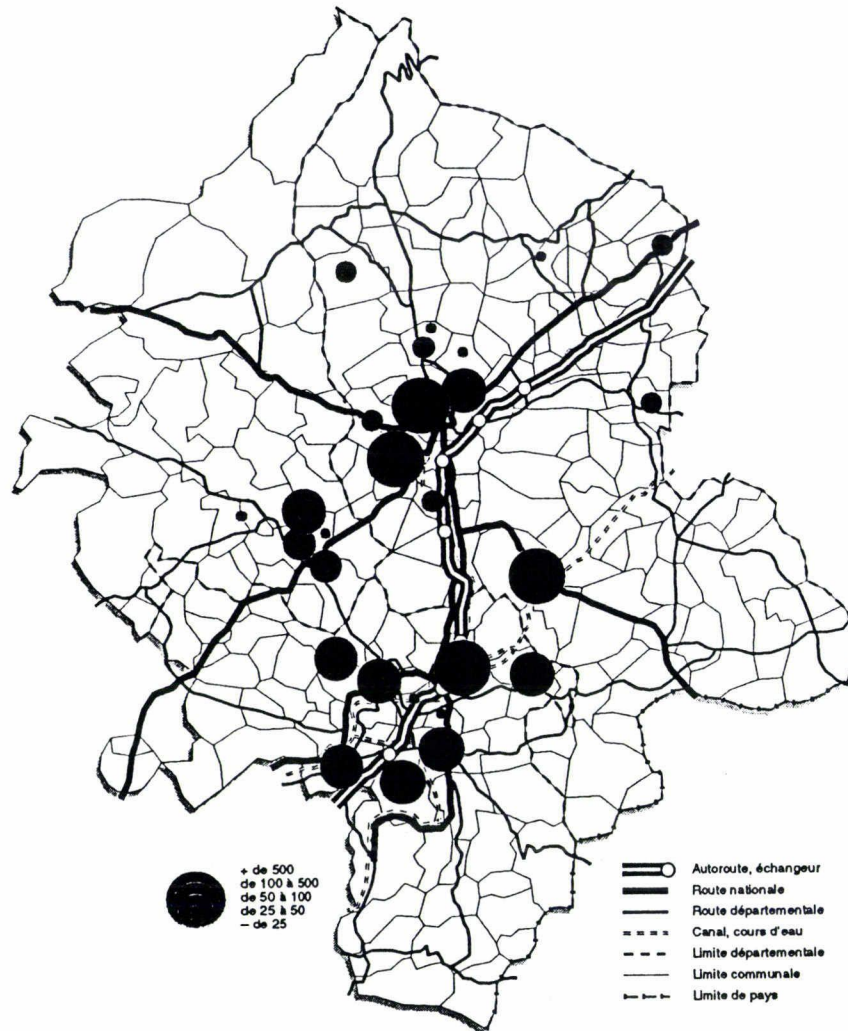 + de 500
de 100 à 500
de 50 à 100
de 25 à 50
– de 25
Autoroute, échangeur
Route nationale
Route départementale
Canal, cours d'eau
Limite départementale
Limite communale
Limite de pays